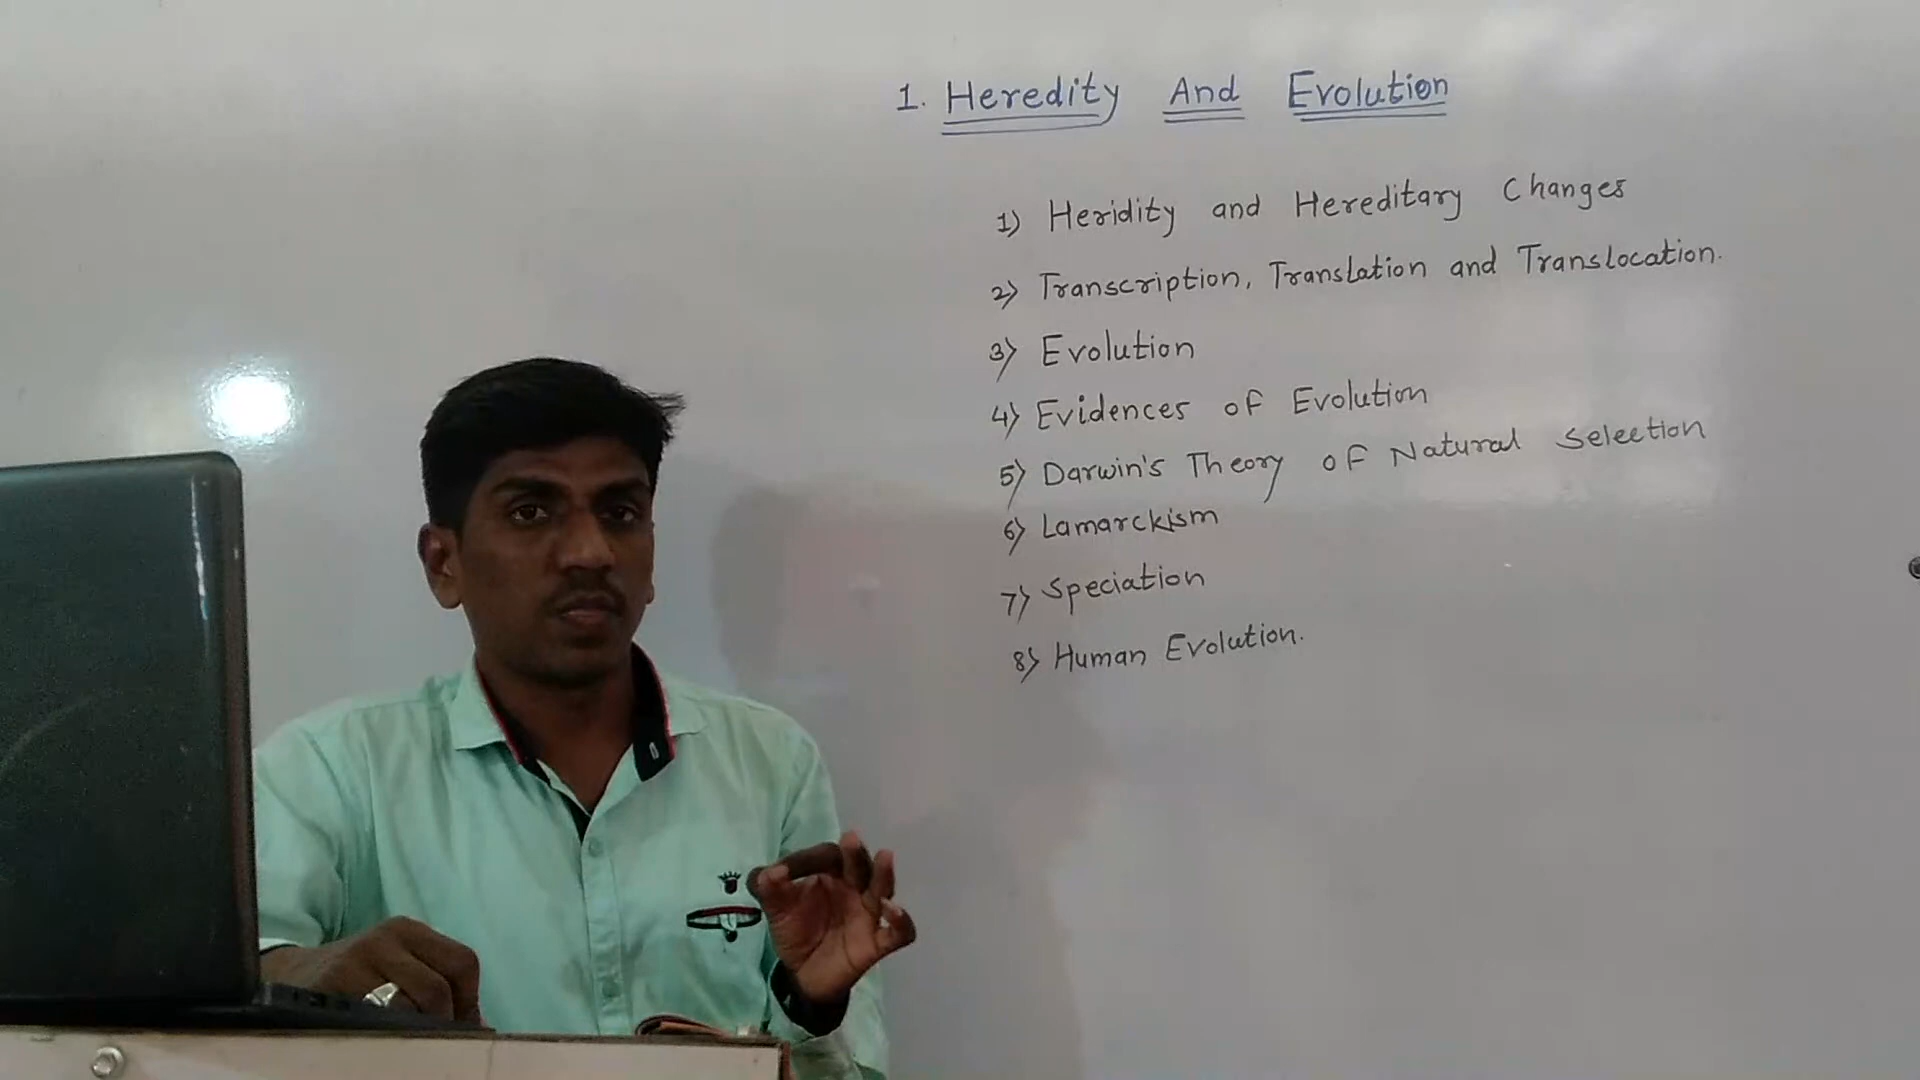 1. Heredity And Evolution
1) Heridity and Hereditary Changes
2) Transcription, Translation and Translocation.
3) Evolution
4) Evidences of Evolution
5) Darwin's Theory of Natural Selection
6) Lamarckism
7) Speciation
8) Human Evolution.